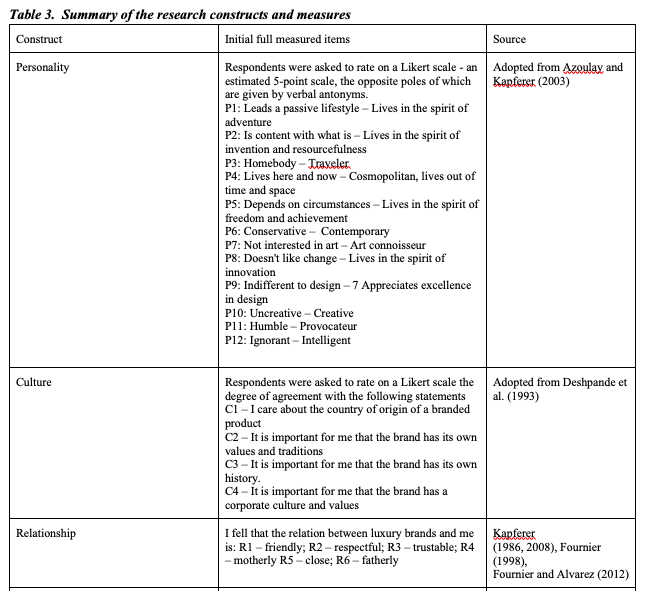 Table 3. Summary of the research constructs and measures
Construct
Initial full measured items
Source
Personality
Respondents were asked to rate on a Likert scale - an
estimated 5-point scale, the opposite poles of which
are given by verbal antonyms.
P1: Leads a passive lifestyle – Lives in the spirit of
adventure
P2: Is content with what is – Lives in the spirit of
invention and resourcefulness
P3: Homebody – Traveler
P4: Lives here and now – Cosmopolitan, lives out of
time and space
P5: Depends on circumstances – Lives in the spirit of
freedom and achievement
P6: Conservative – Contemporary
P7: Not interested in art – Art connoisseur
P8: Doesn't like change – Lives in the spirit of
innovation
P9: Indifferent to design – 7 Appreciates excellence
in design
P10: Uncreative – Creative
P11: Humble – Provocateur
P12: Ignorant – Intelligent
Adopted from Azoulay and
Kapferer (2003)
Culture
Respondents were asked to rate on a Likert scale the
degree of agreement with the following statements
C1 – I care about the country of origin of a branded
product
C2 – It is important for me that the brand has its own
values and traditions
C3 – It is important for me that the brand has its own
history.
C4 – It is important for me that the brand has a
corporate culture and values
Adopted from Deshpande et
al. (1993)
Relationship
I fell that the relation between luxury brands and me
is: R1 – friendly; R2 – respectful; R3 – trustable; R4
– motherly R5 – close; R6 – fatherly
Kapferer
(1986, 2008), Fournier
(1998),
Fournier and Alvarez (2012)